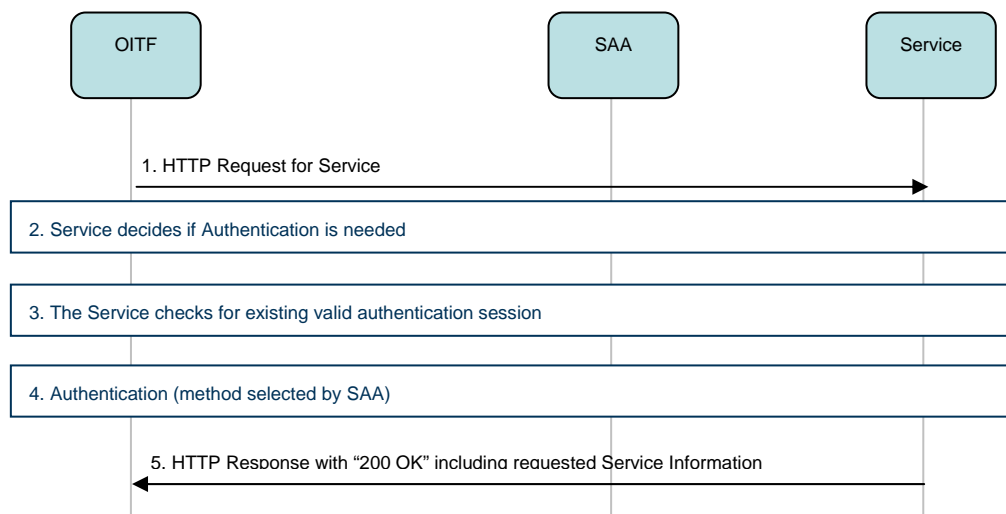 OITF
SAA
Service
1. HTTP Request for Service
2. Service decides if Authentication is needed
3. The Service checks for existing valid authentication session
4. Authentication (method selected by SAA)
5. HTTP Response with “200 OK” including requested Service Information